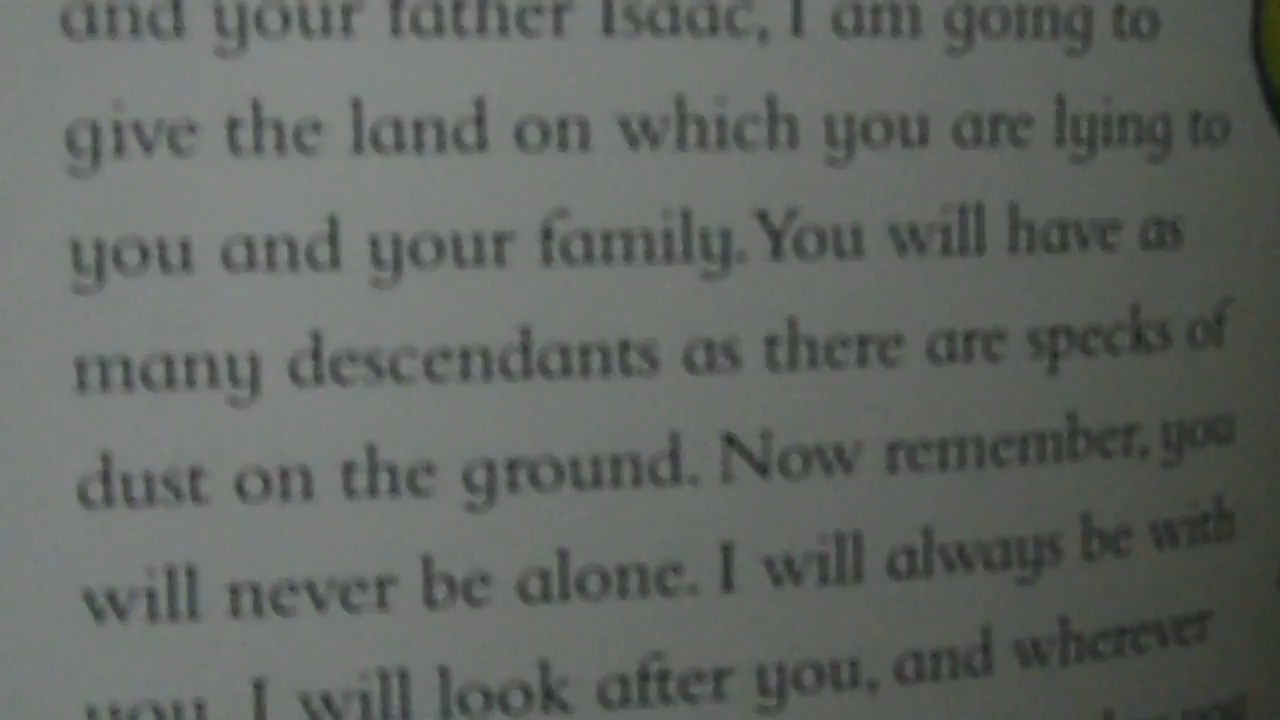 and your father Isaac, I am going to
give the land on which you are lying to
you and your family. You will have as
many descendants as there are specks of
dust on the ground. Now remember, you
will never be alone. I will always be with
you. I will look after you, and wherever